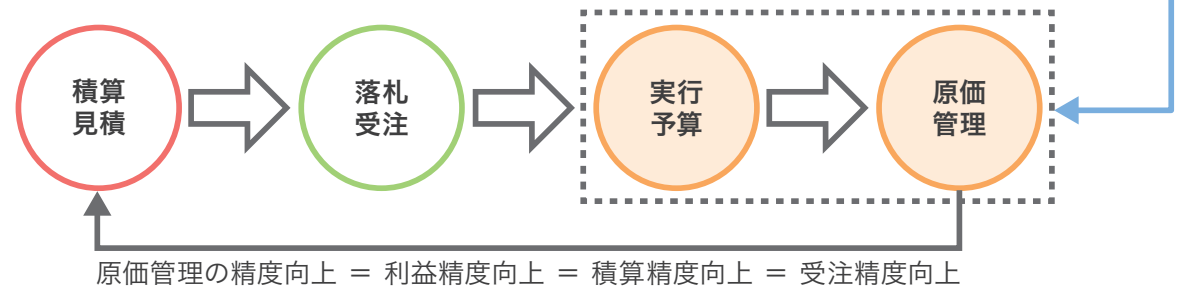 積算
見積
落札
受注
実行
予算
原価
管理
原価管理の精度向上 ＝ 利益精度向上 ＝ 積算精度向上 ＝ 受注精度向上